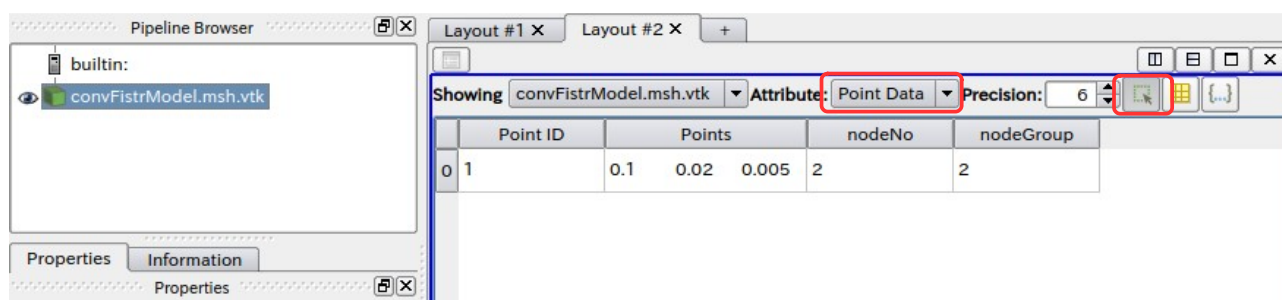 Pipeline Browser
builtin:
convFistrModel.msh.vtk
Properties Information
Properties
Layout #1 Layout #2 +
Showing convFistrModel.msh.vtk Attribute: Point Data Precision: 6 {...}
Point ID Points nodeNo nodeGroup
0 1 0.1 0.02 0.005 2 2